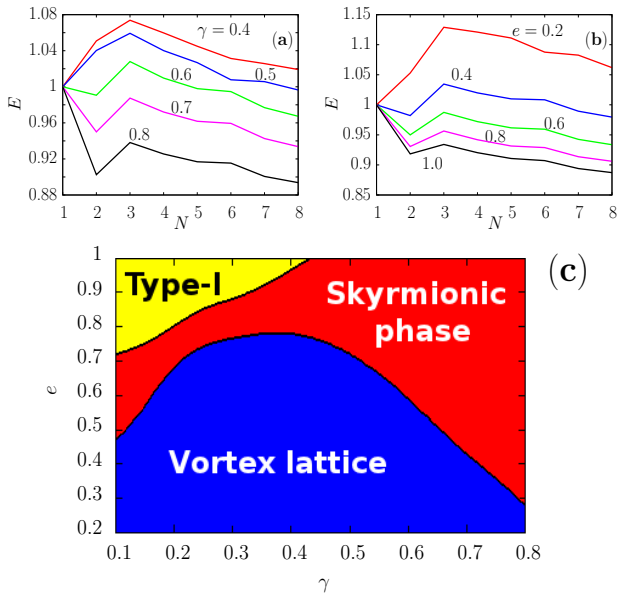 1.08
1.04
1
0.96
0.92
0.88
E
γ = 0.4
(a)
0.5
0.6
0.7
0.8
1 2 3 4 5 6 7 8
N
1.15
1.1
1.05
1
0.95
0.9
0.85
E
e = 0.2
(b)
0.4
0.6
0.8
1.0
1 2 3 4 5 6 7 8
N
(c)
1
0.9
0.8
0.7
0.6
0.5
0.4
0.3
0.2
e
Type-I
Skyrmionic
phase
Vortex lattice
0.1 0.2 0.3 0.4 0.5 0.6 0.7 0.8
γ